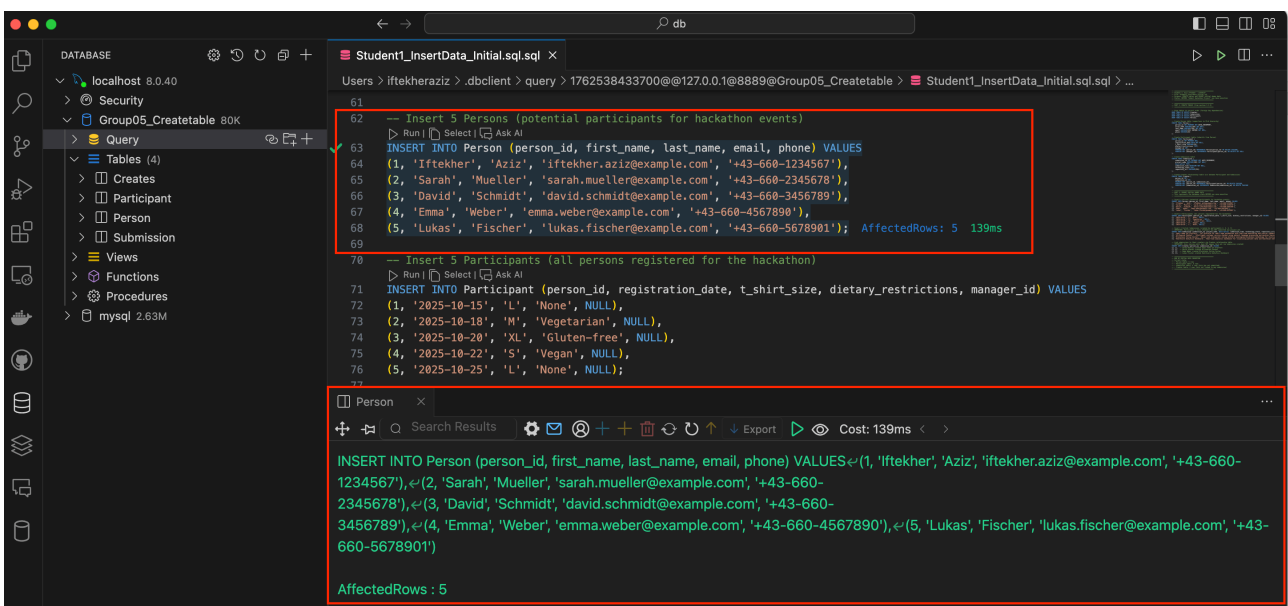 db
DATABASE
localhost 8.0.40
Security
Group05_Createtable 80K
Query
Tables (4)
Creates
Participant
Person
Submission
Views
Functions
Procedures
mysql 2.63M
Student1_InsertData_Initial.sql.sql
Users > iftekheraziz > .dbclient > query > 1762538433700@@127.0.0.1@8889@Group05_Createtable > Student1_InsertData_Initial.sql.sql > ...
61
62 -- Insert 5 Persons (potential participants for hackathon events)
Run | Select | Ask AI
63 INSERT INTO Person (person_id, first_name, last_name, email, phone) VALUES
64 (1, 'Iftekher', 'Aziz', 'iftekher.aziz@example.com', '+43-660-1234567'),
65 (2, 'Sarah', 'Mueller', 'sarah.mueller@example.com', '+43-660-2345678'),
66 (3, 'David', 'Schmidt', 'david.schmidt@example.com', '+43-660-3456789'),
67 (4, 'Emma', 'Weber', 'emma.weber@example.com', '+43-660-4567890'),
68 (5, 'Lukas', 'Fischer', 'lukas.fischer@example.com', '+43-660-5678901'); AffectedRows: 5 139ms
69
70 -- Insert 5 Participants (all persons registered for the hackathon)
Run | Select | Ask AI
71 INSERT INTO Participant (person_id, registration_date, t_shirt_size, dietary_restrictions, manager_id) VALUES
72 (1, '2025-10-15', 'L', 'None', NULL),
73 (2, '2025-10-18', 'M', 'Vegetarian', NULL),
74 (3, '2025-10-20', 'XL', 'Gluten-free', NULL),
75 (4, '2025-10-22', 'S', 'Vegan', NULL),
76 (5, '2025-10-25', 'L', 'None', NULL);
77
Person
Search Results Export Cost: 139ms
INSERT INTO Person (person_id, first_name, last_name, email, phone) VALUES↵(1, 'Iftekher', 'Aziz', 'iftekher.aziz@example.com', '+43-660-
1234567'),↵(2, 'Sarah', 'Mueller', 'sarah.mueller@example.com', '+43-660-
2345678'),↵(3, 'David', 'Schmidt', 'david.schmidt@example.com', '+43-660-
3456789'),↵(4, 'Emma', 'Weber', 'emma.weber@example.com', '+43-660-4567890'),↵(5, 'Lukas', 'Fischer', 'lukas.fischer@example.com', '+43-
660-5678901')
AffectedRows : 5